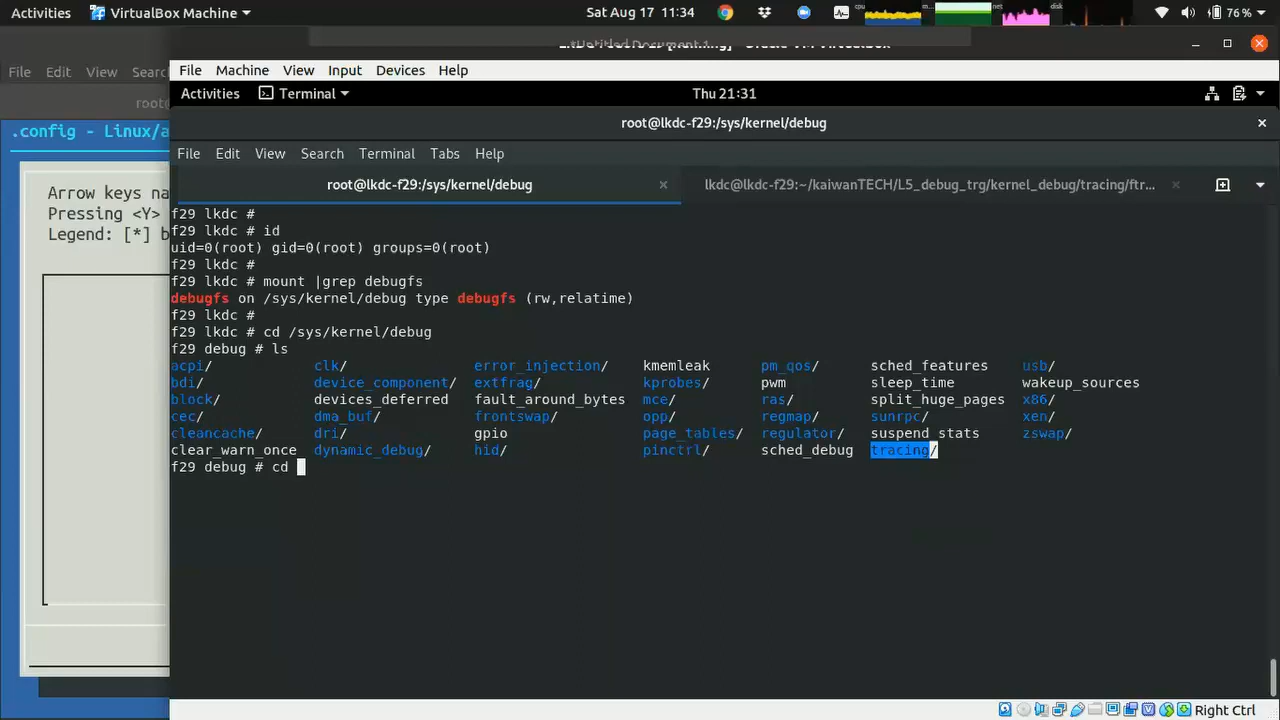 Activities VirtualBox Machine Sat Aug 17 11:34 76 %
*Untitled Document 1
File Edit View Search
File Machine View Input Devices Help
Activities Terminal Thu 21:31
root@lkdc-f29:/sys/kernel/debug
.config - Linux/
File Edit View Search Terminal Tabs Help
root@lkdc-f29:/sys/kernel/debug lkdc@lkdc-f29:~/kaiwanTECH/L5_debug_trg/kernel_debug/tracing/ftr...
Arrow keys
Pressing <Y>
Legend: [*]
f29 lkdc #
f29 lkdc # id
uid=0(root) gid=0(root) groups=0(root)
f29 lkdc #
f29 lkdc # mount |grep debugfs
debugfs on /sys/kernel/debug type debugfs (rw,relatime)
f29 lkdc #
f29 lkdc # cd /sys/kernel/debug
f29 debug # ls
acpi/ clk/ error_injection/ kmemleak pm_qos/ sched_features usb/
bdi/ device_component/ extfrag/ kprobes/ pwm sleep_time wakeup_sources
block/ devices_deferred fault_around_bytes mce/ ras/ split_huge_pages x86/
cec/ dma_buf/ frontswap/ opp/ regmap/ sunrpc/ xen/
cleancache/ dri/ gpio page_tables/ regulator/ suspend_stats zswap/
clear_warn_once dynamic_debug/ hid/ pinctrl/ sched_debug tracing/
f29 debug # cd
Right Ctrl